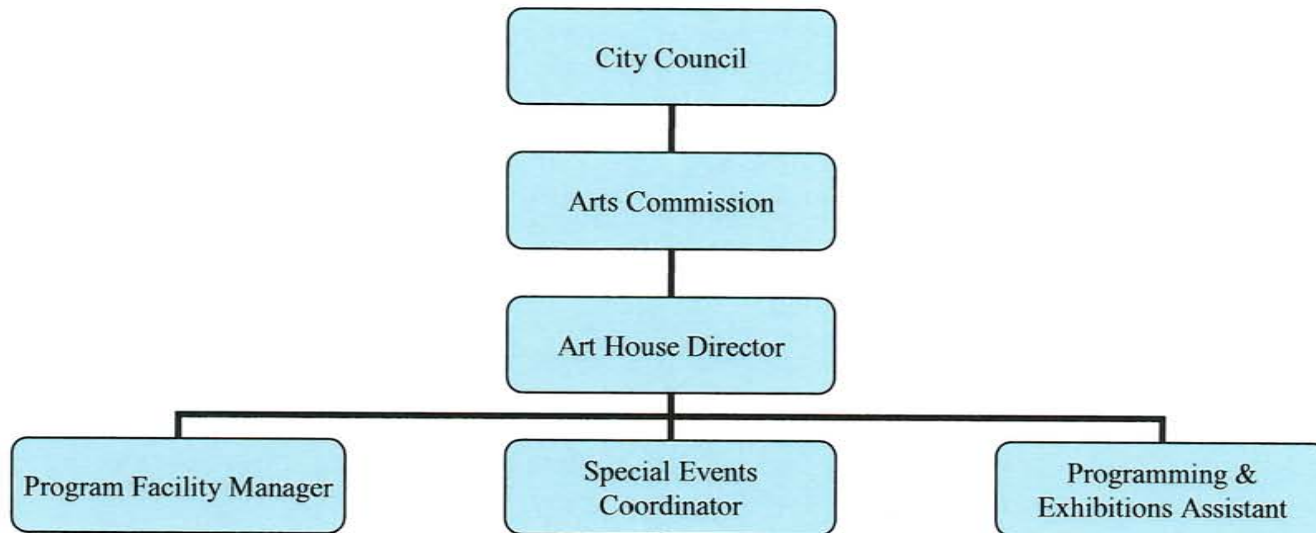 City Council
Arts Commission
Art House Director
Program Facility Manager
Special Events
Coordinator
Programming &
Exhibitions Assistant